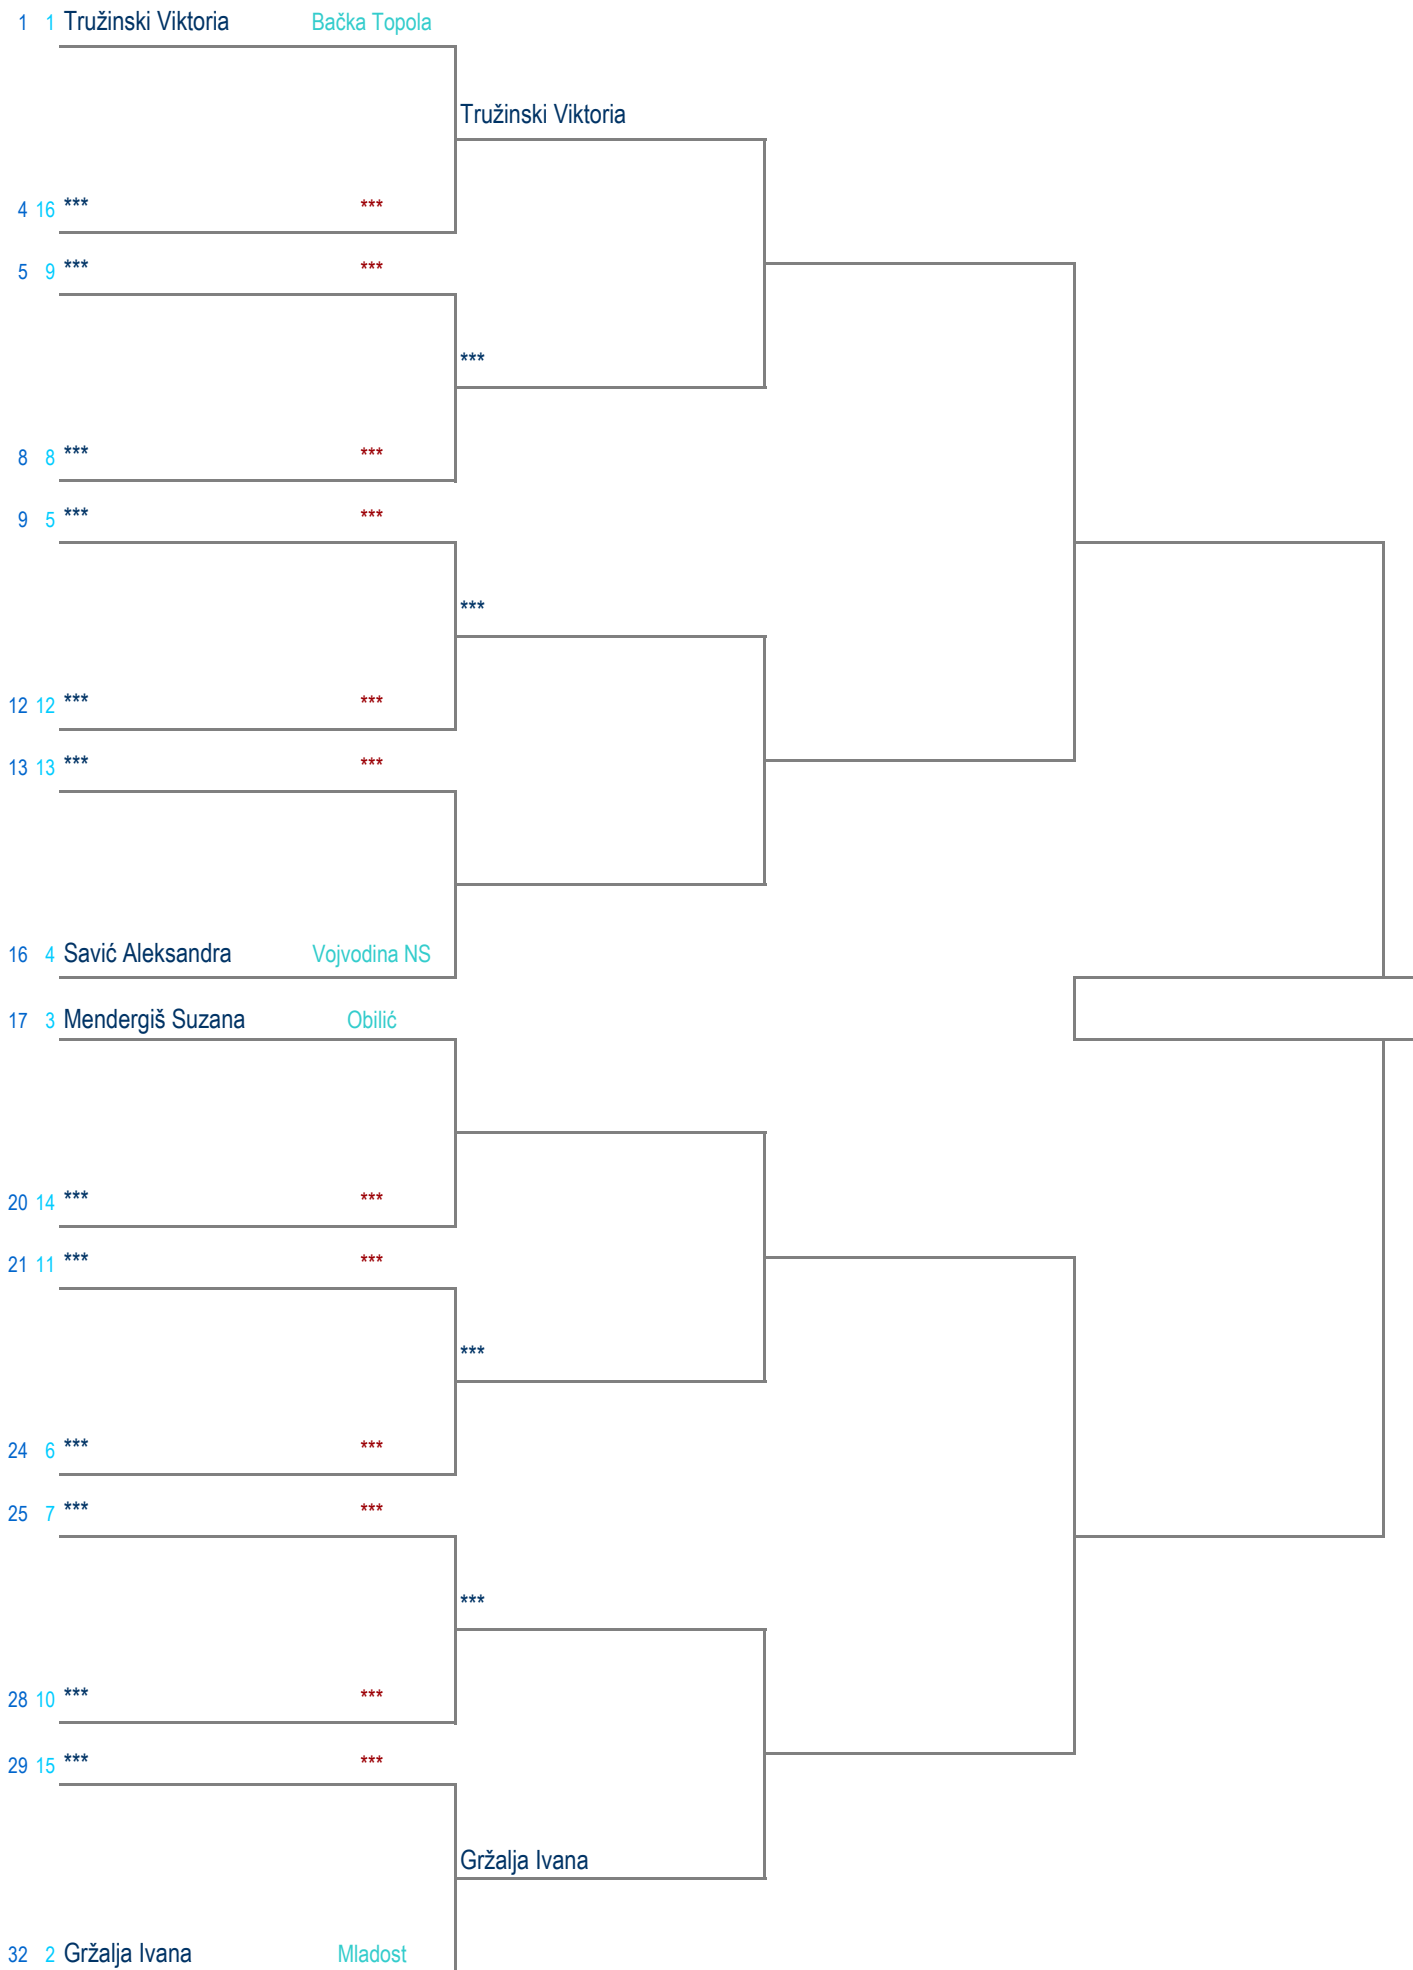 1 1 Tružinski Viktoria Bačka Topola
Tružinski Viktoria
4 16 *** ***
5 9 *** ***
***
8 8 *** ***
9 5 *** ***
***
12 12 *** ***
13 13 *** ***
16 4 Savić Aleksandra Vojvodina NS
17 3 Mendergiš Suzana Obilić
20 14 *** ***
21 11 *** ***
***
24 6 *** ***
25 7 *** ***
***
28 10 *** ***
29 15 *** ***
Gržalja Ivana
32 2 Gržalja Ivana Mladost